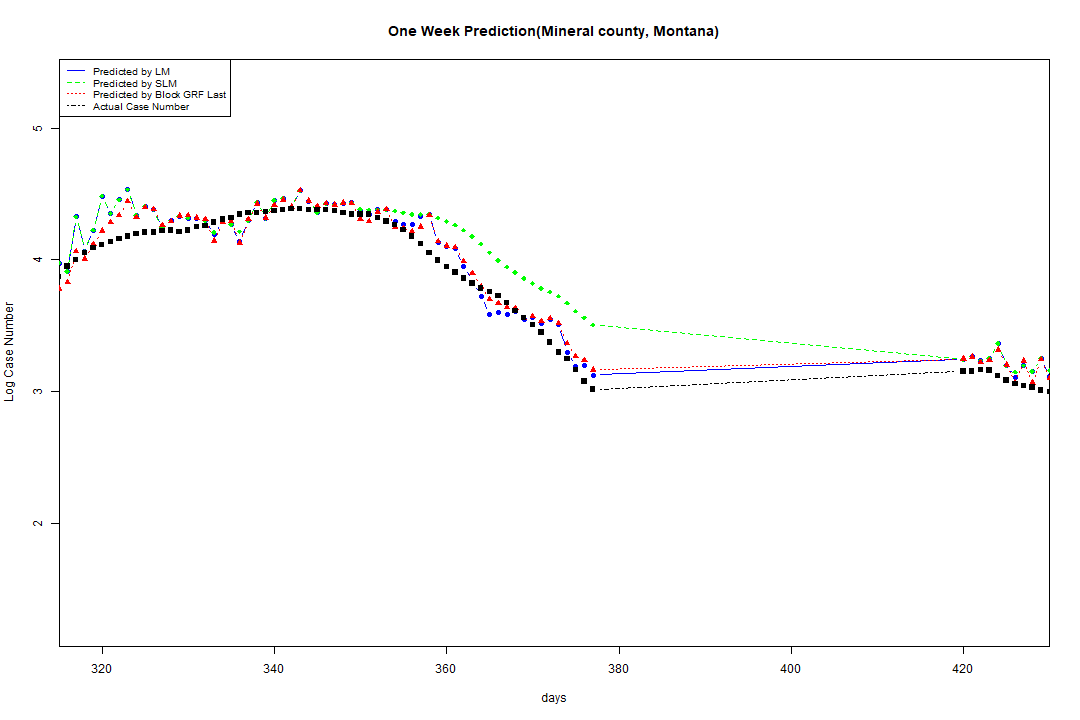 One Week Prediction(Mineral county, Montana)
Predicted by LM
Predicted by SLM
Predicted by Block GRF Last
Actual Case Number
5
4
3
2
Log Case Number
320 340 360 380 400 420
days